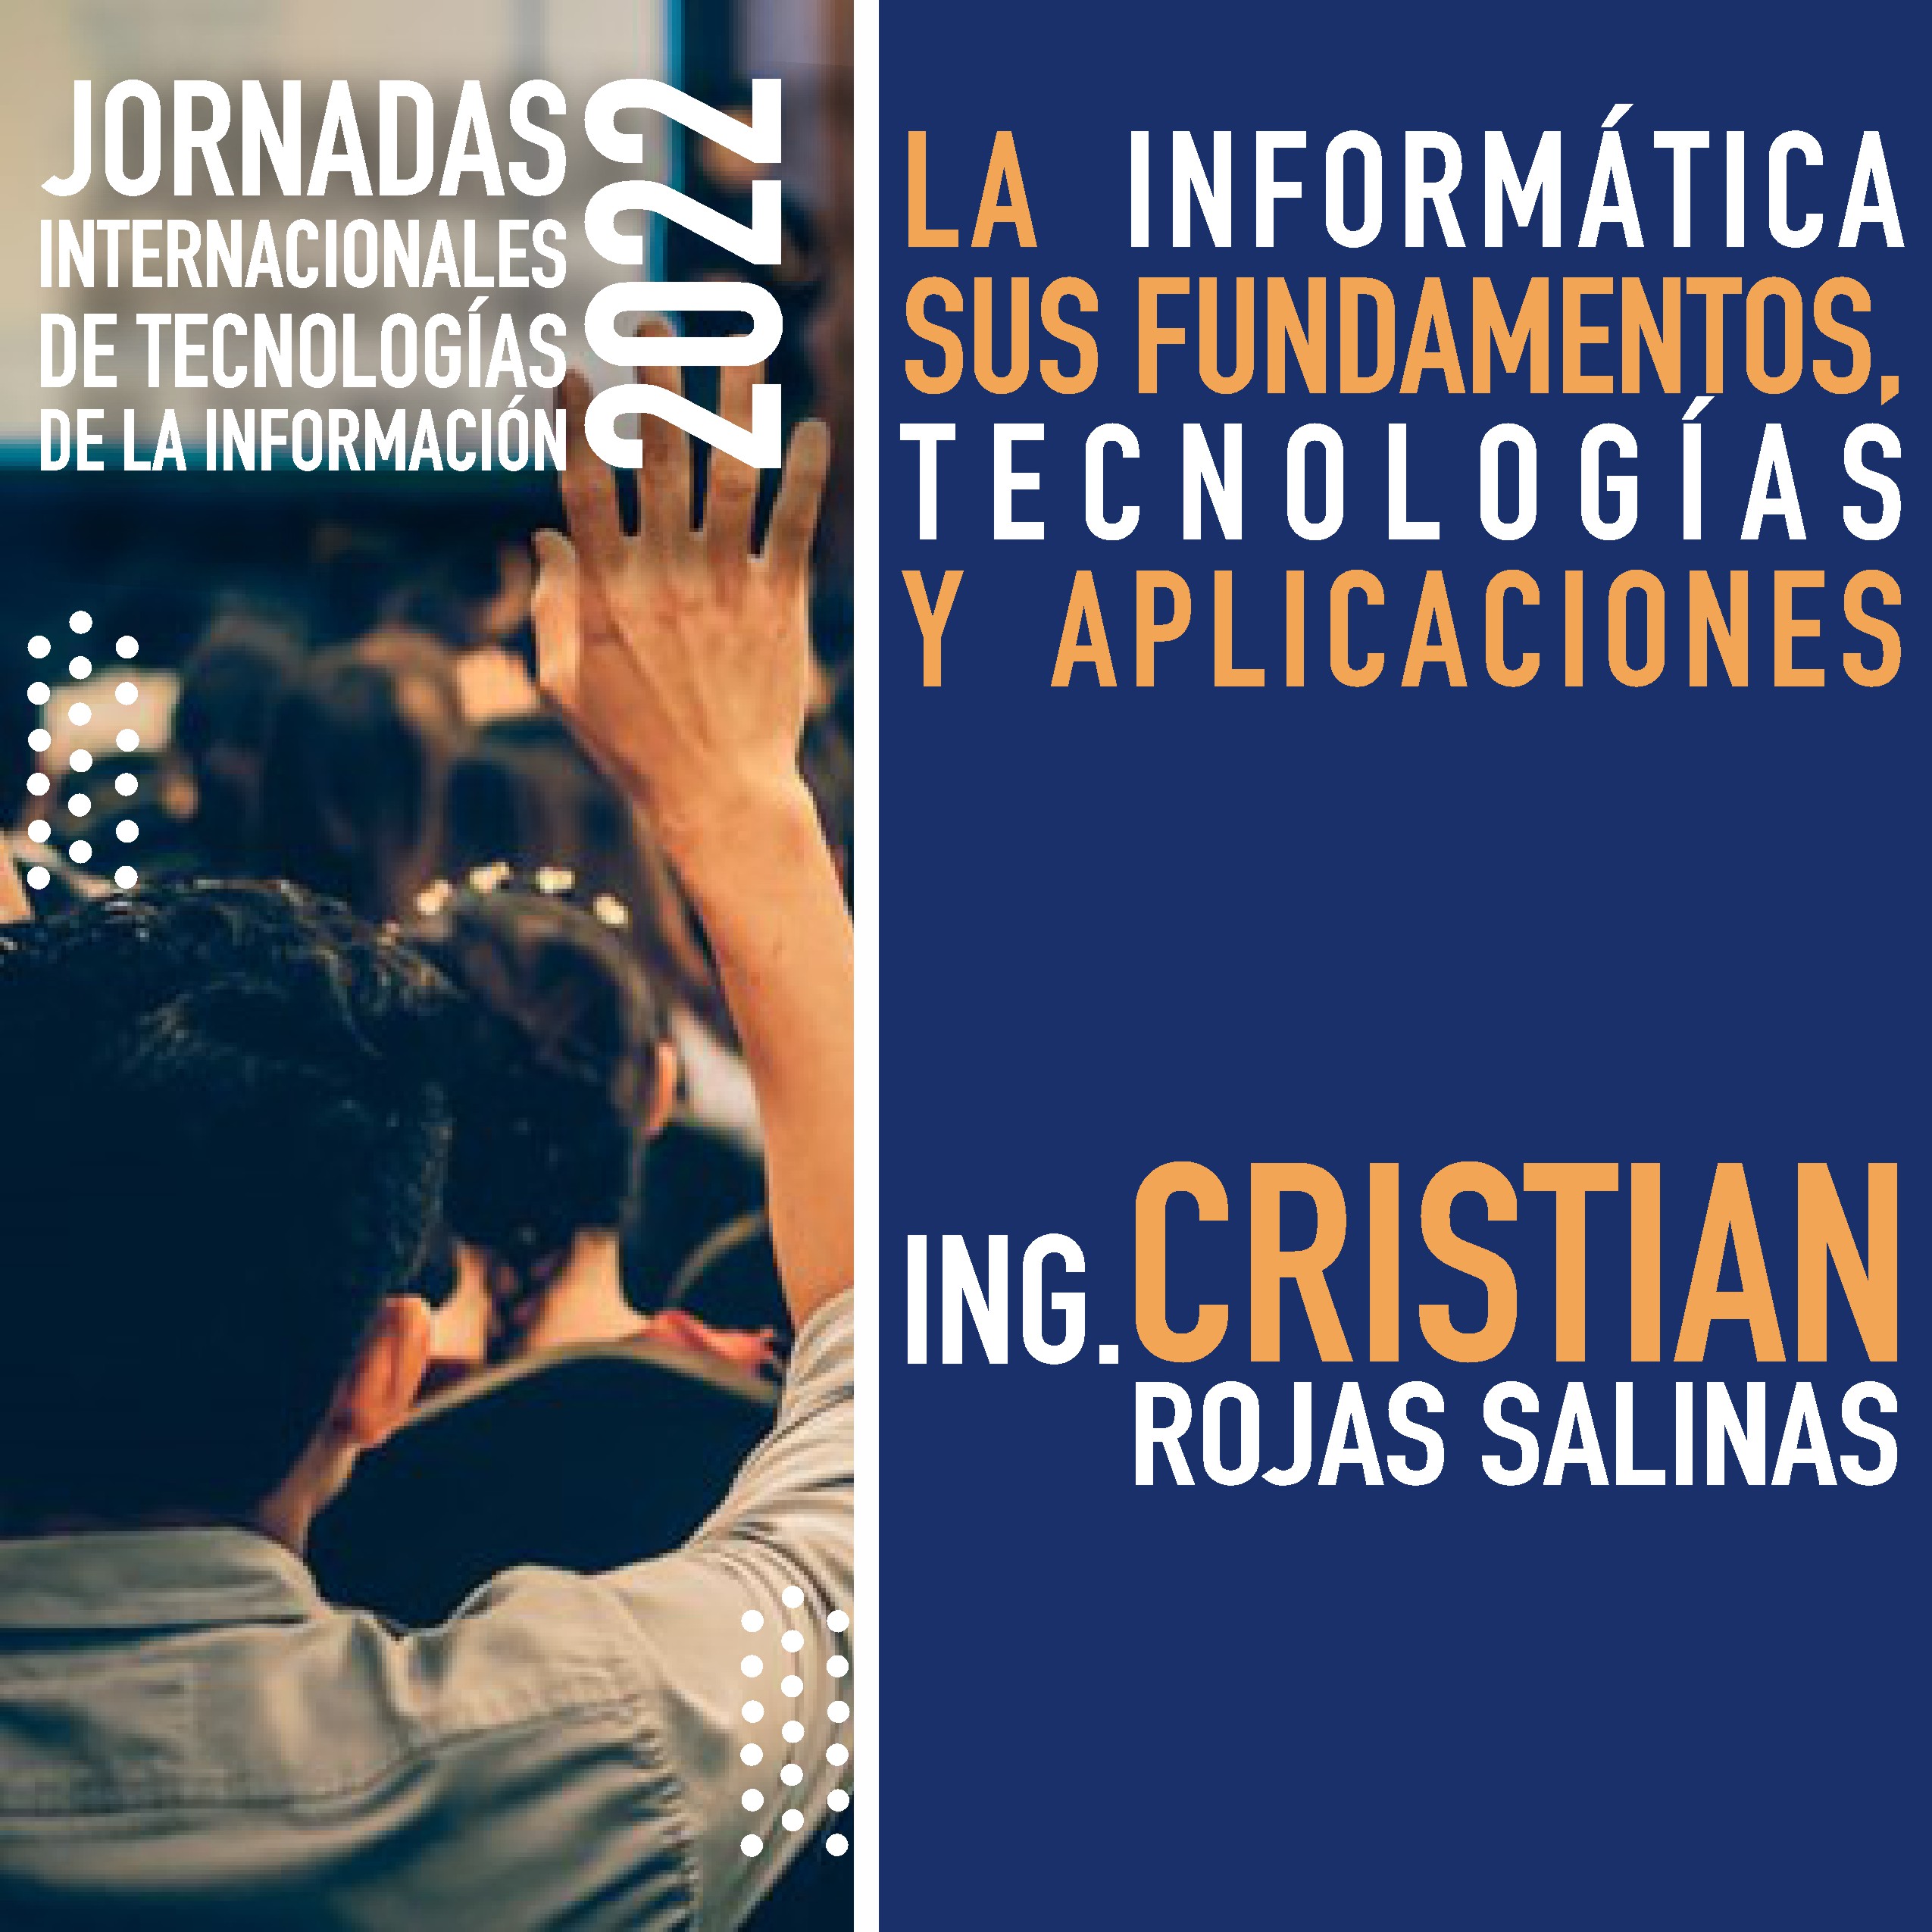 JORNADAS
INTERNACIONALES
DE TECNOLOGÍAS
DE LA INFORMACIÓN
2022
LA INFORMÁTICA
SUS FUNDAMENTOS,
TECNOLOGÍAS
Y APLICACIONES
ING. CRISTIAN
ROJAS SALINAS